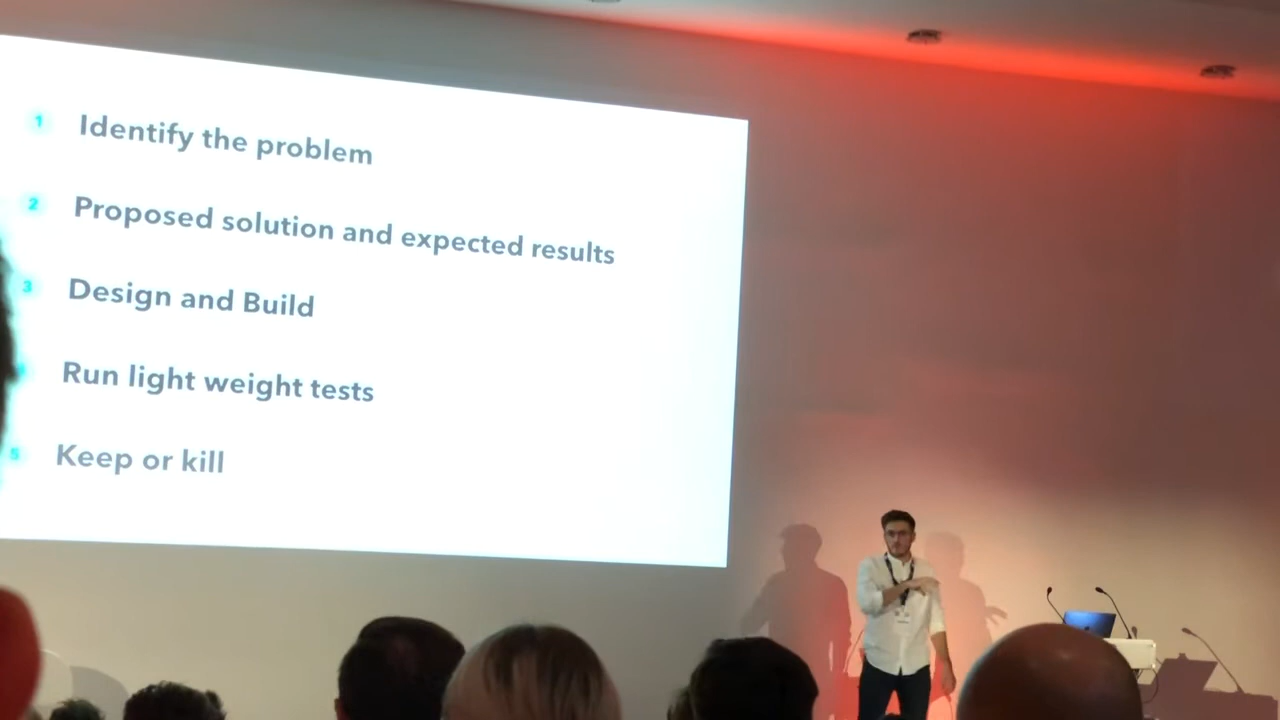 1 Identify the problem
2 Proposed solution and expected results
3 Design and Build
Run light weight tests
5 Keep or kill